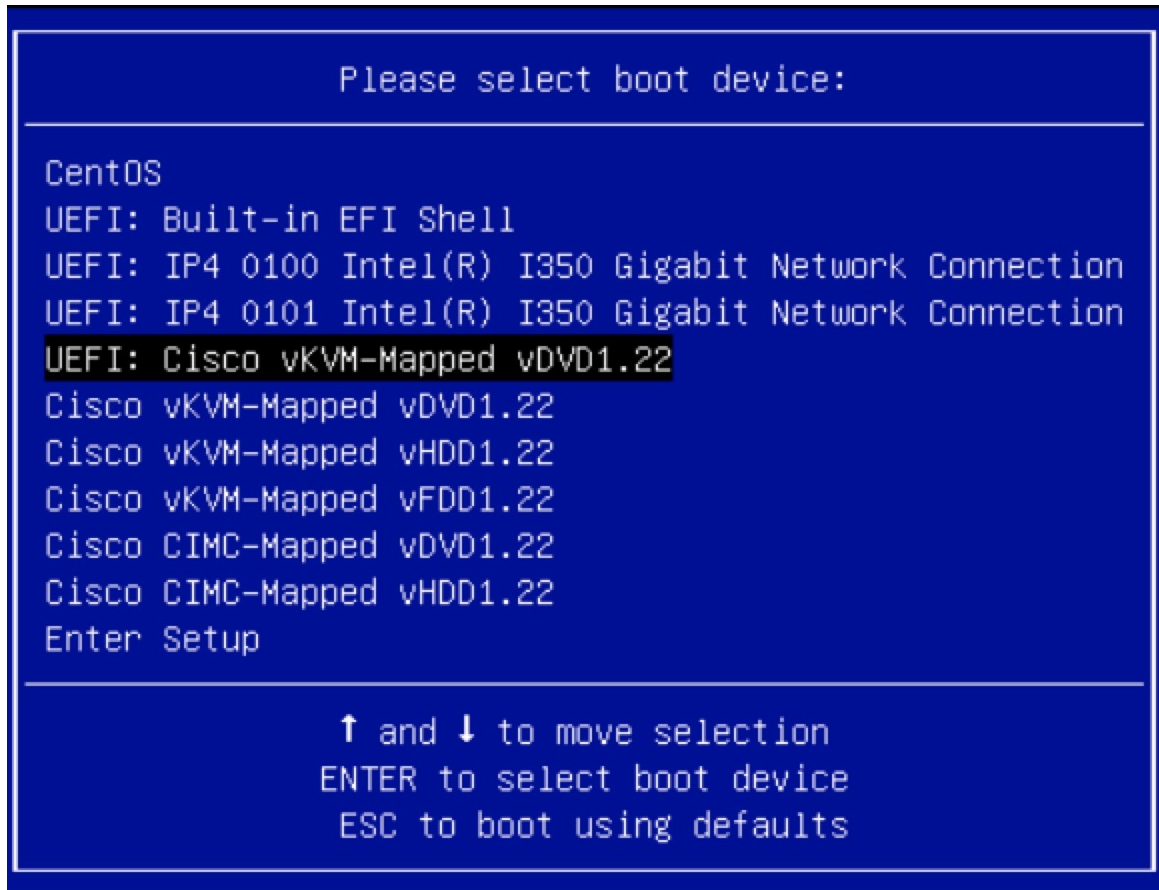 Please select boot device:
CentOS
UEFI: Built-in EFI Shell
UEFI: IP4 0100 Intel(R) I350 Gigabit Network Connection
UEFI: IP4 0101 Intel(R) I350 Gigabit Network Connection
UEFI: Cisco vKVM-Mapped vDVD1.22
Cisco vKVM-Mapped vDVD1.22
Cisco vKVM-Mapped vHDD1.22
Cisco vKVM-Mapped vFDD1.22
Cisco CIMC-Mapped vDVD1.22
Cisco CIMC-Mapped vHDD1.22
Enter Setup
↑ and ↓ to move selection
ENTER to select boot device
ESC to boot using defaults